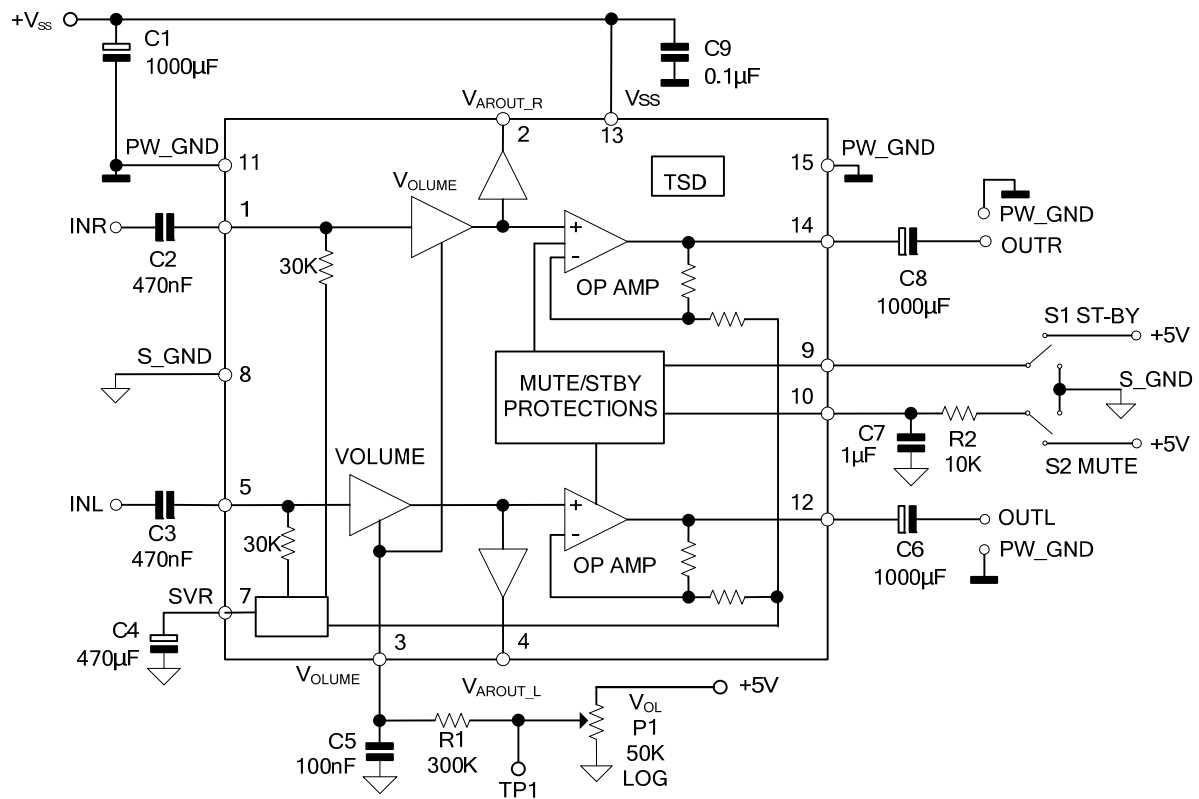 +VSS
C1
1000µF
C9
0.1µF
VAROUT_R
VSS
2
13
PW_GND
11
15
PW_GND
TSD
VOLUME
INR
1
C2
470nF
30K
+
-
OP AMP
14
C8
1000µF
PW_GND
OUTR
S1 ST-BY
+5V
S_GND
8
MUTE/STBY
PROTECTIONS
9
10
S_GND
C7
1µF
R2
10K
+5V
S2 MUTE
VOLUME
INL
5
C3
470nF
30K
+
-
OP AMP
12
C6
1000µF
OUTL
PW_GND
SVR
7
C4
470µF
3
4
VOLUME
VAROUT_L
+5V
VOL
P1
50K
LOG
C5
100nF
R1
300K
TP1